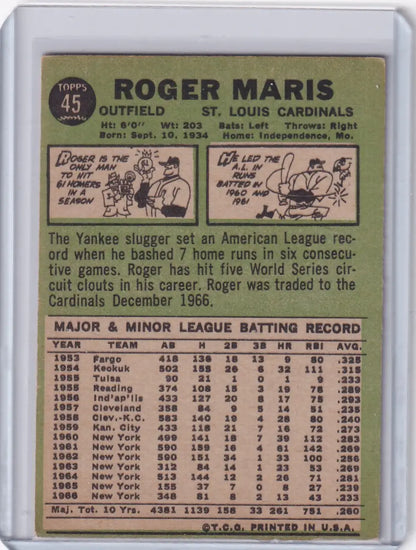 TOPPS
45
ROGER MARIS
OUTFIELD ST. LOUIS CARDINALS
Ht: 6'0" Wt: 203 Bats: Left Throws: Right
Born: Sept. 10, 1934 Home: Independence, Mo.
ROGER IS THE
ONLY MAN
TO HIT
61 HOMERS
IN A
SEASON
HE LED THE
A.L. IN
RUNS
BATTED IN
1960 AND
1961
The Yankee slugger set an American League rec-
ord when he bashed 7 home runs in six consecu-
tive games. Roger has hit five World Series cir-
cuit clouts in his career. Roger was traded to the
Cardinals December 1966.
MAJOR & MINOR LEAGUE BATTING RECORD
YEAR TEAM AB H 2B 3B HR RBI AVG.
1953 Fargo 418 136 18 13 9 80 .325
1954 Keokuk 502 158 26 6 32 111 .315
1955 Tulsa 90 21 1 0 1 9 .233
1955 Reading 374 108 15 3 19 78 .289
1956 Ind'ap'lis 433 127 20 8 17 75 .293
1957 Cleveland 358 84 9 5 14 51 .235
1958 Clev.-K.C. 583 140 19 4 28 80 .240
1959 Kan. City 433 118 21 7 16 72 .273
1960 New York 499 141 18 7 39 112 .283
1961 New York 590 159 16 4 61 142 .269
1962 New York 590 151 34 1 33 100 .256
1963 New York 312 84 14 1 23 53 .269
1964 New York 513 144 12 2 26 71 .281
1965 New York 155 37 7 0 8 27 .239
1966 New York 348 81 8 2 13 43 .233
Maj. Tot. 10 Yrs. 4381 1139 158 33 261 751 .260
©T.C.G. PRINTED IN U.S.A.